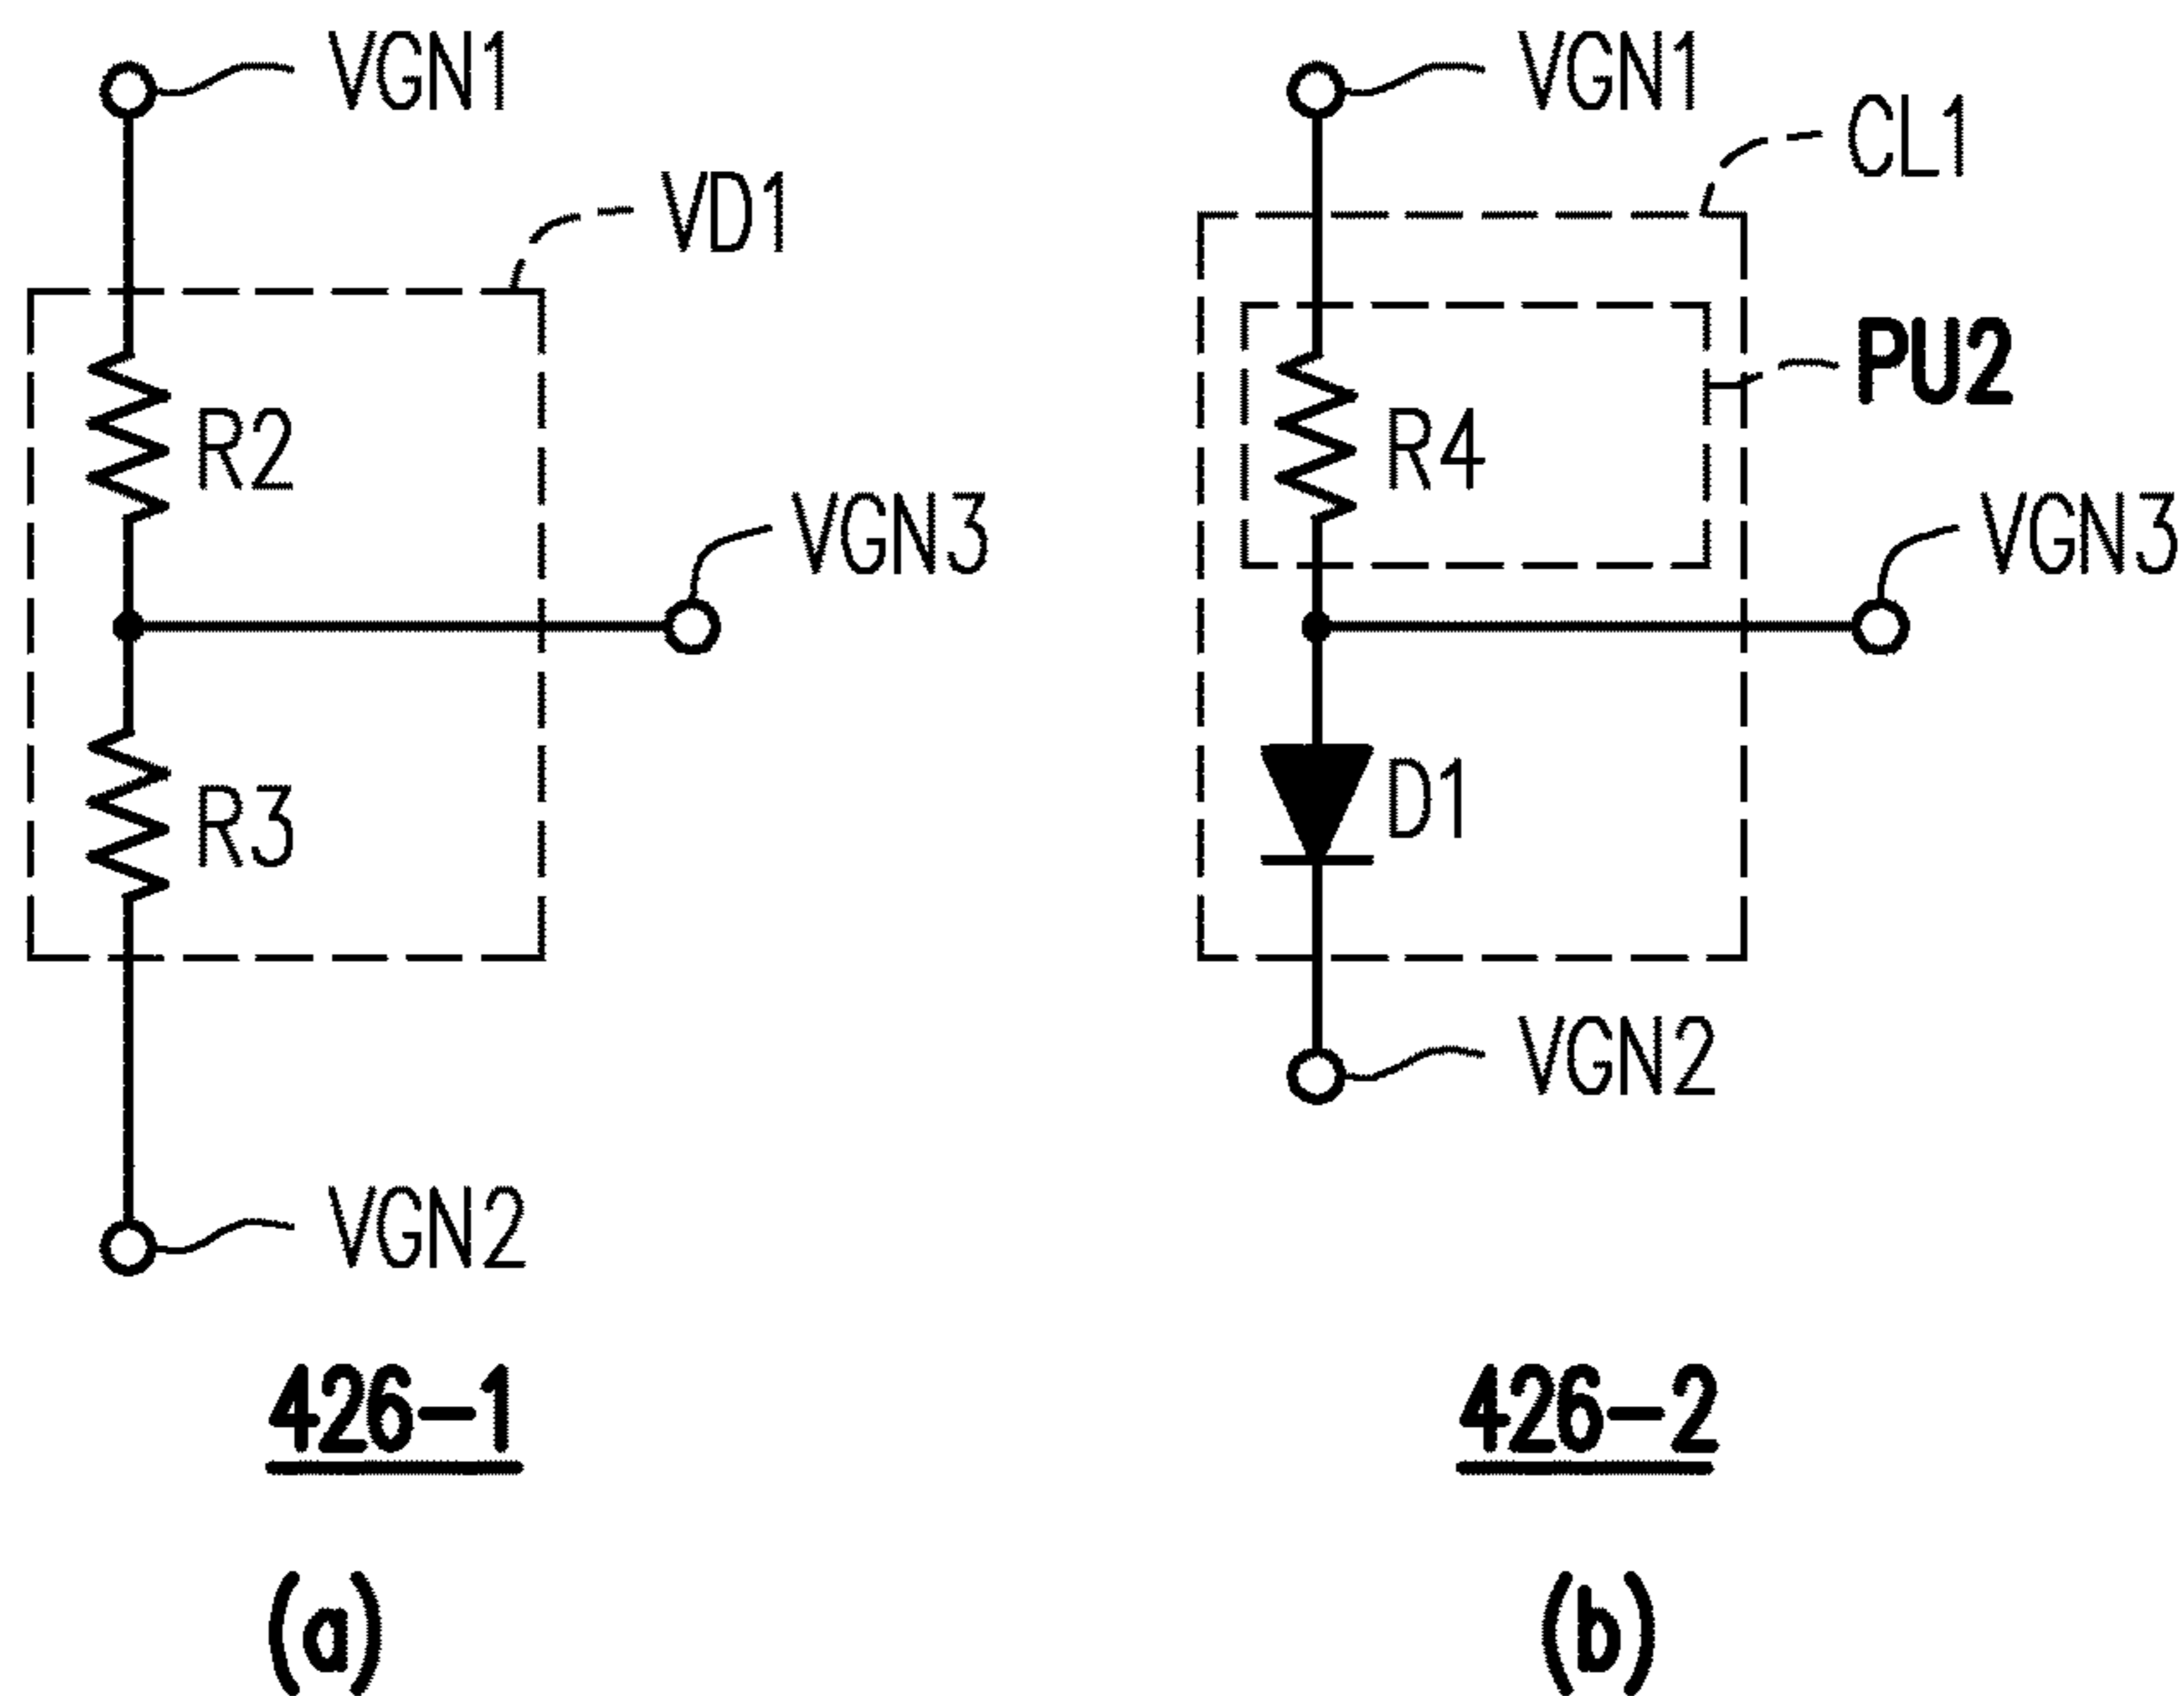 VGN1
VD1
R2
VGN3
R3
VGN2
426-1
(a)
VGN1
CL1
PU2
R4
VGN3
D1
VGN2
426-2
(b)